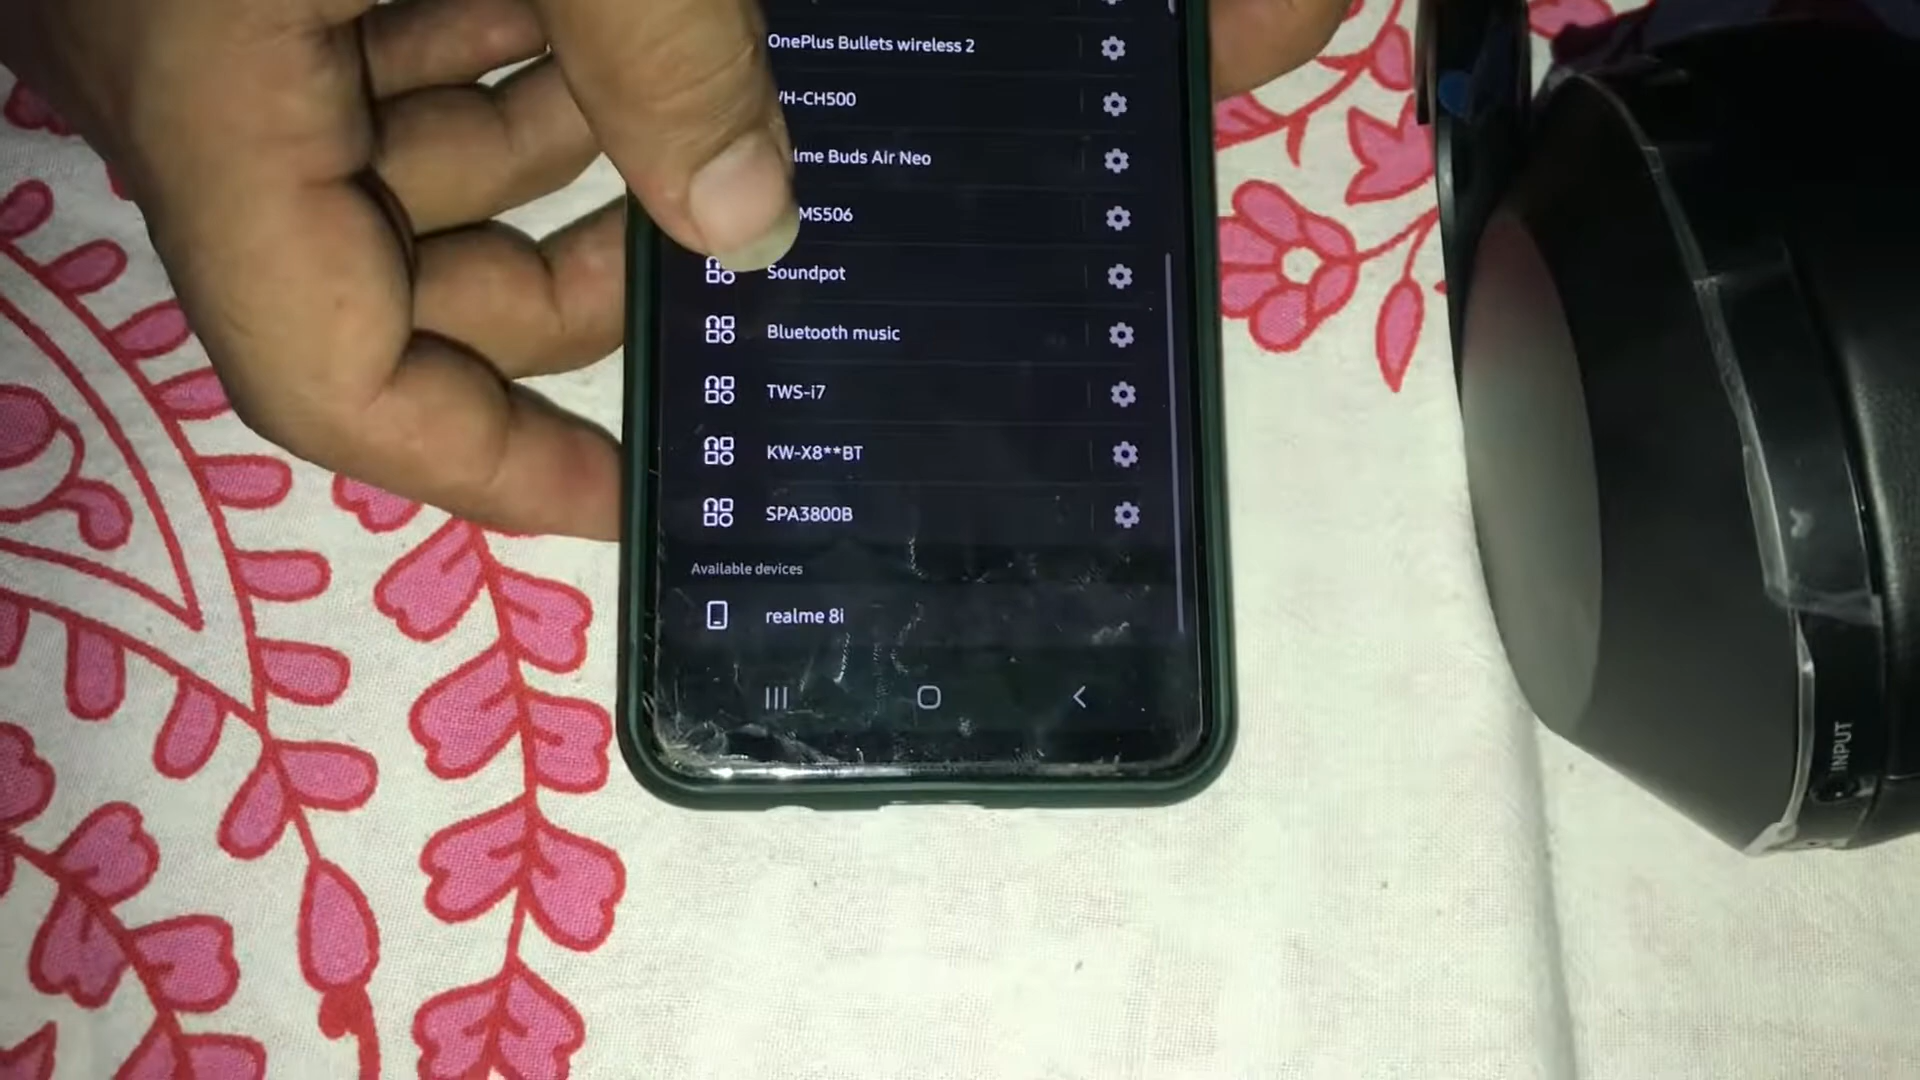 OnePlus Bullets wireless 2
H-CH500
lme Buds Air Neo
MS506
Soundpot
Bluetooth music
TWS-i7
KW-X8**BT
SPA3800B
Available devices
realme 8i
INPUT